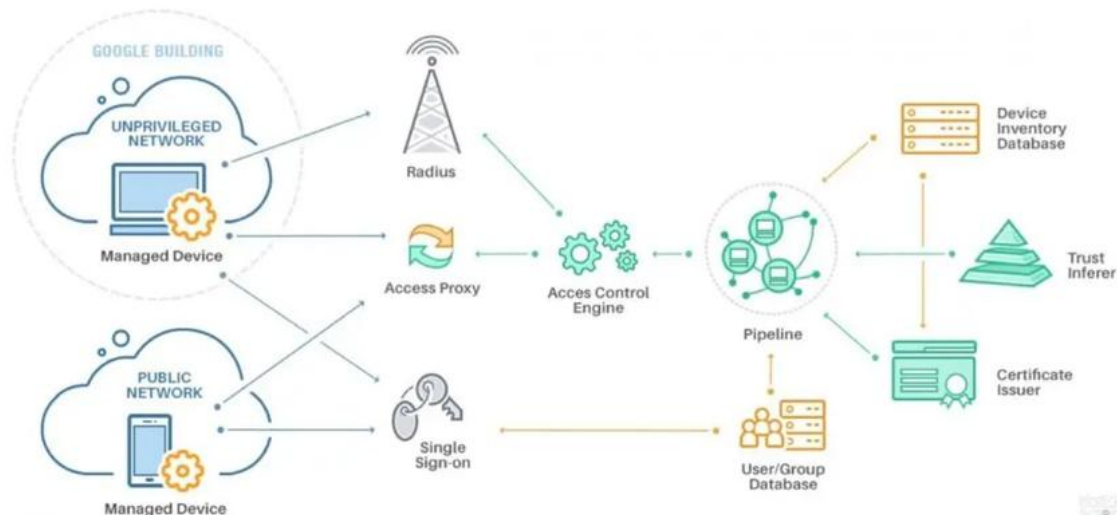 GOOGLE BUILDING
UNPRIVILEGED
NETWORK
Managed Device
PUBLIC
NETWORK
Managed Device
Radius
Access Proxy
Single
Sign-on
Acces Control
Engine
Pipeline
User/Group
Database
Device
Inventory
Database
Trust
Inferer
Certificate
Issuer